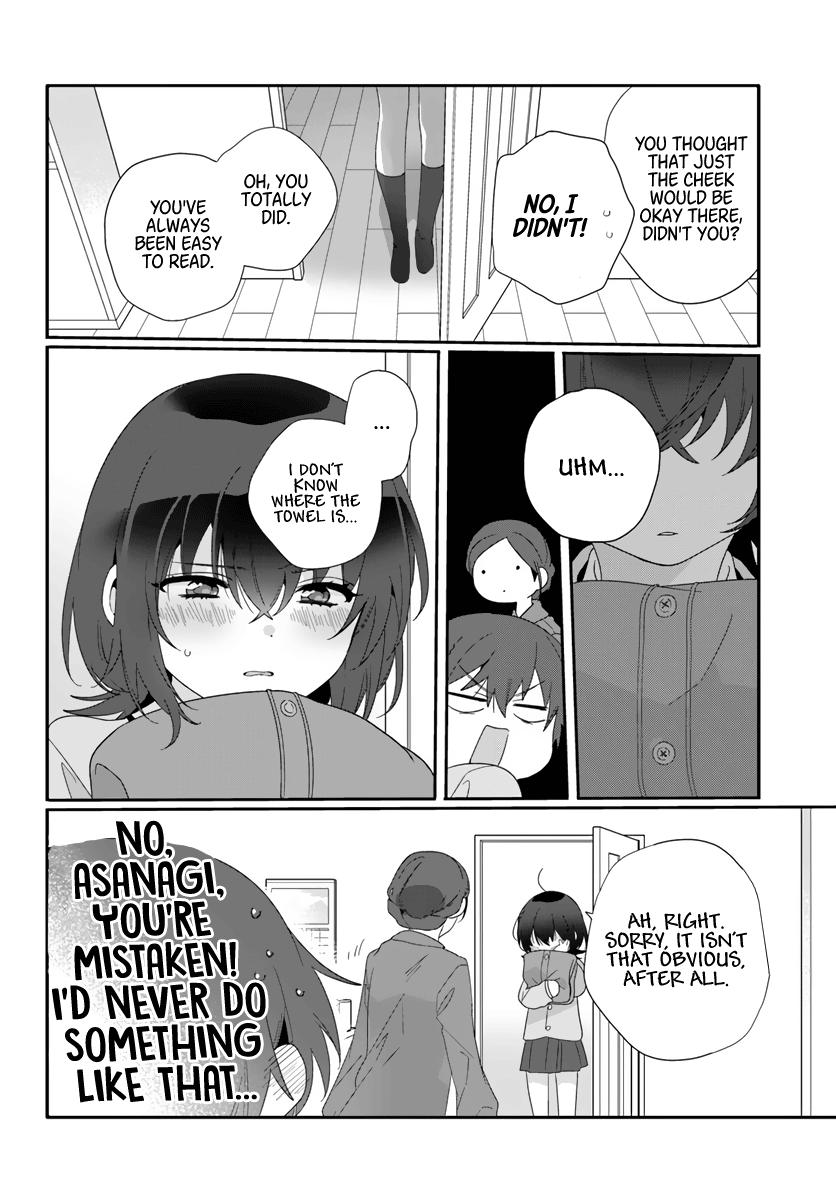 YOU THOUGHT
THAT JUST
THE CHEEK
WOULD BE
OKAY THERE,
DIDN'T YOU?
NO, I
DIDN'T!
OH, YOU
TOTALLY
DID.
YOU'VE
ALWAYS
BEEN EASY
TO READ.
UHM...
...
I DON'T
KNOW
WHERE THE
TOWEL IS...
AH, RIGHT.
SORRY, IT ISN'T
THAT OBVIOUS,
AFTER ALL.
NO,
ASANAGI,
YOU'RE
MISTAKEN!
I'D NEVER DO
SOMETHING
LIKE THAT...